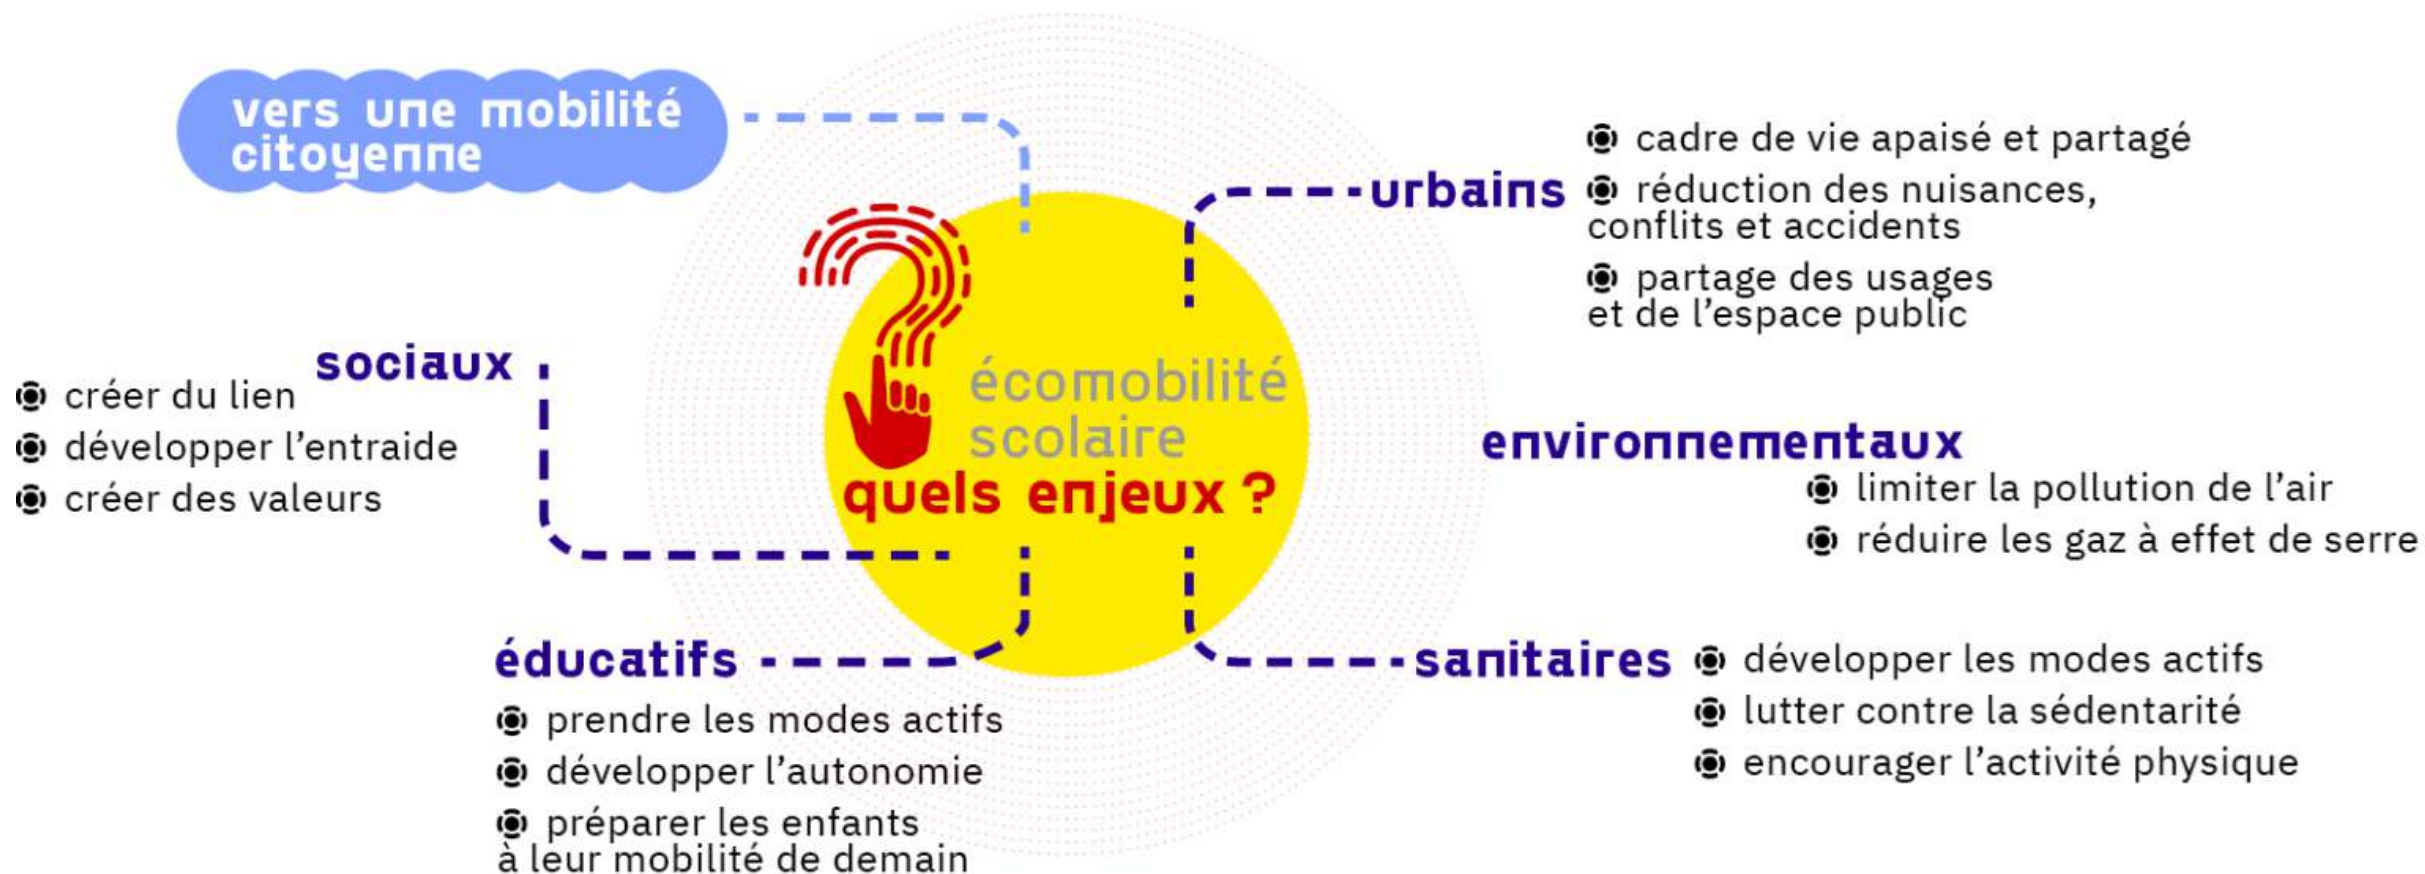 vers une mobilité
citoyenne
écomobilité
scolaire
quels enjeux ?
urbains
cadre de vie apaisé et partagé
réduction des nuisances,
conflits et accidents
partage des usages
et de l'espace public
environnementaux
limiter la pollution de l'air
réduire les gaz à effet de serre
sanitaires
développer les modes actifs
lutter contre la sédentarité
encourager l'activité physique
éducatifs
prendre les modes actifs
développer l'autonomie
préparer les enfants
à leur mobilité de demain
sociaux
créer du lien
développer l'entraide
créer des valeurs